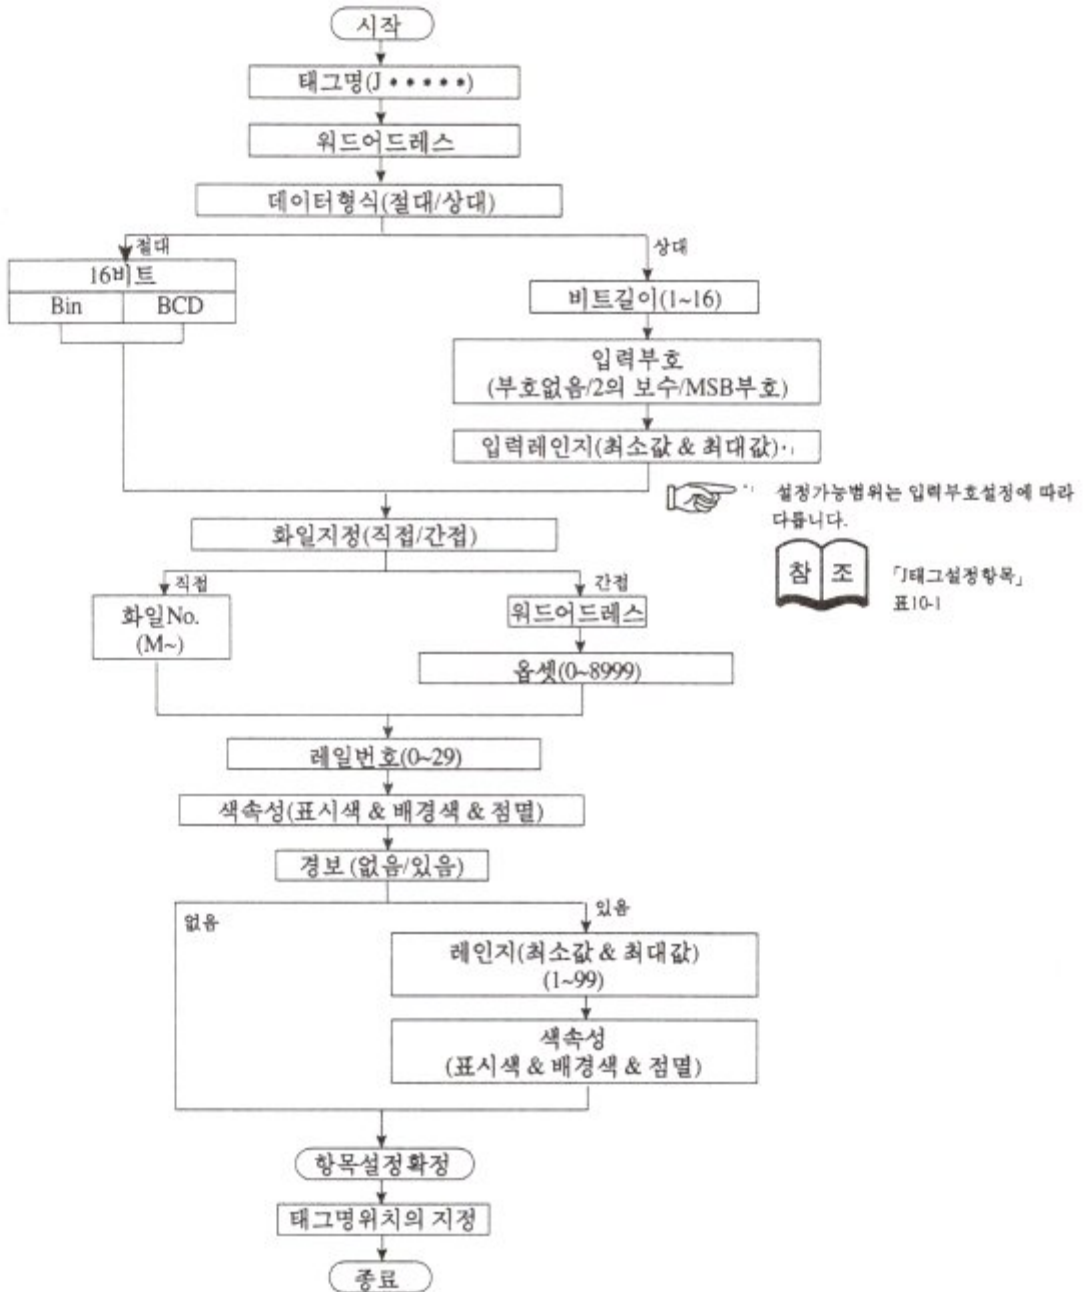 시작
태그명(J*****)
워드어드레스
데이터형식(절대/상대)
절대
상대
16비트
Bin
BCD
비트길이(1~16)
입력부호
(부호없음/2의 보수/MSB부호)
입력레인지(최소값 & 최대값)
설정가능범위는 입력부호설정에 따라
다릅니다.
화일지정(직접/간접)
참 조
「J태그설정항목」
표10-1
직접
간접
화일No.
(M~)
워드어드레스
옵셋(0~8999)
레일번호(0~29)
색속성(표시색 & 배경색 & 점멸)
경보(없음/있음)
없음
있음
레인지(최소값 & 최대값)
(1~99)
색속성
(표시색 & 배경색 & 점멸)
항목설정확정
태그명위치의 지정
종료